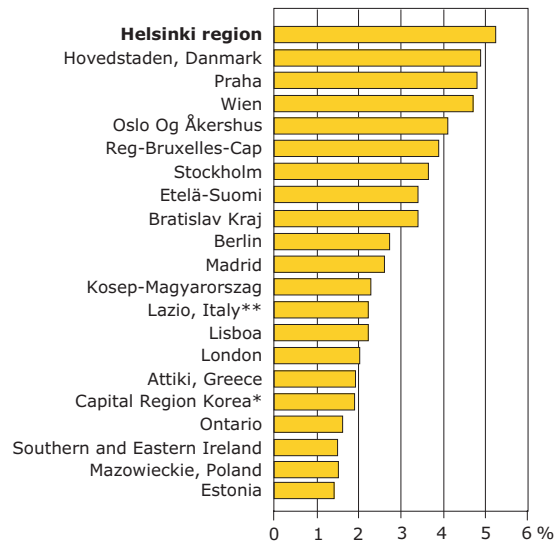 Helsinki region
Hovedstaden, Danmark
Praha
Wien
Oslo Og Åkershus
Reg-Bruxelles-Cap
Stockholm
Etelä-Suomi
Bratislav Kraj
Berlin
Madrid
Kosep-Magyarorszag
Lazio, Italy**
Lisboa
London
Attiki, Greece
Capital Region Korea*
Ontario
Southern and Eastern Ireland
Mazowieckie, Poland
Estonia
0 1 2 3 4 5 6 %